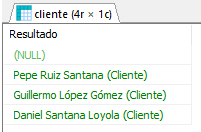 cliente (4r × 1c)
Resultado
(NULL)
Pepe Ruiz Santana (Cliente)
Guillermo López Gómez (Cliente)
Daniel Santana Loyola (Cliente)